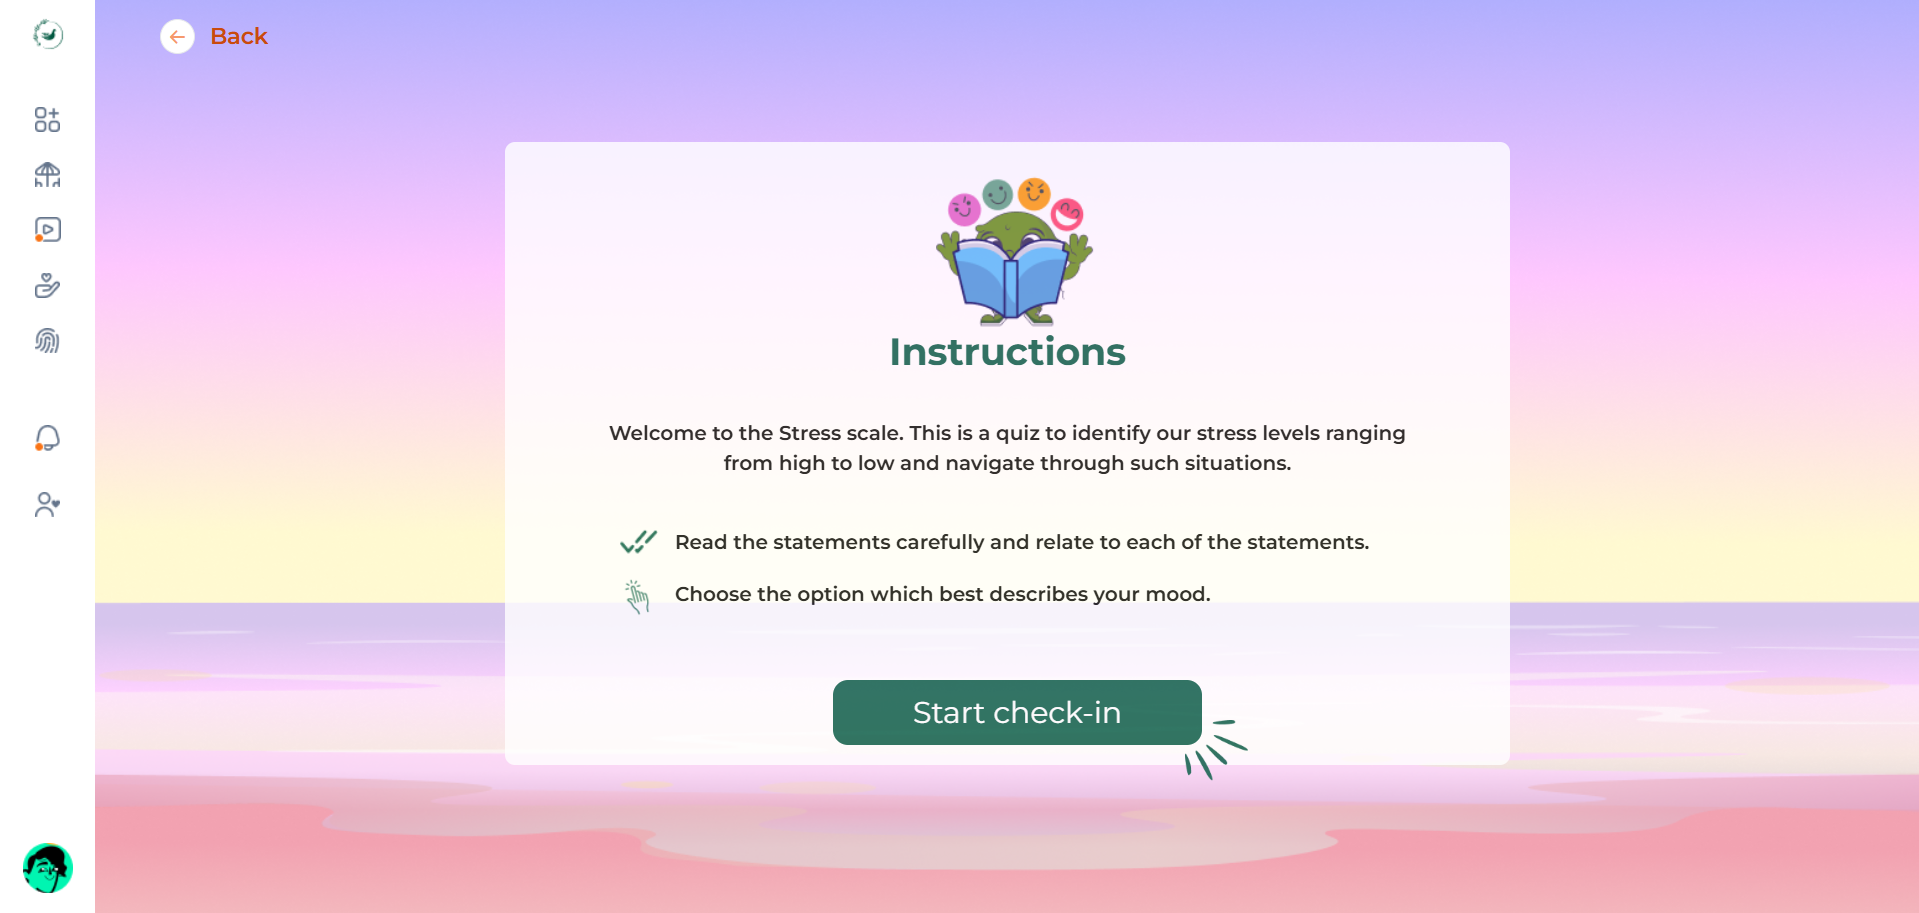 Back
Instructions
Welcome to the Stress scale. This is a quiz to identify our stress levels ranging
from high to low and navigate through such situations.
Read the statements carefully and relate to each of the statements.
Choose the option which best describes your mood.
Start check-in